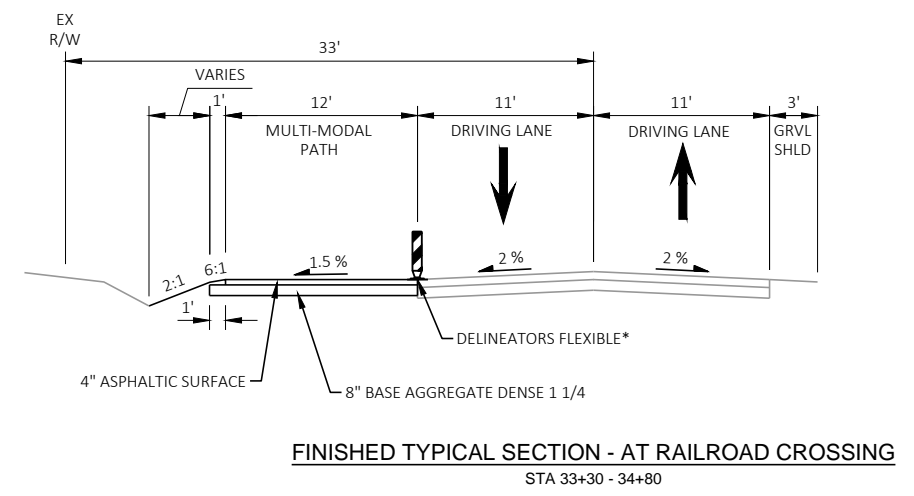 EX
R/W
33'
VARIES
1'
12'
11'
11'
3'
MULTI-MODAL
PATH
DRIVING LANE
DRIVING LANE
GRVL
SHLD
2:1
6:1
1.5 %
2 %
2 %
1'
DELINEATORS FLEXIBLE*
4" ASPHALTIC SURFACE
8" BASE AGGREGATE DENSE 1 1/4
FINISHED TYPICAL SECTION - AT RAILROAD CROSSING
STA 33+30 - 34+80